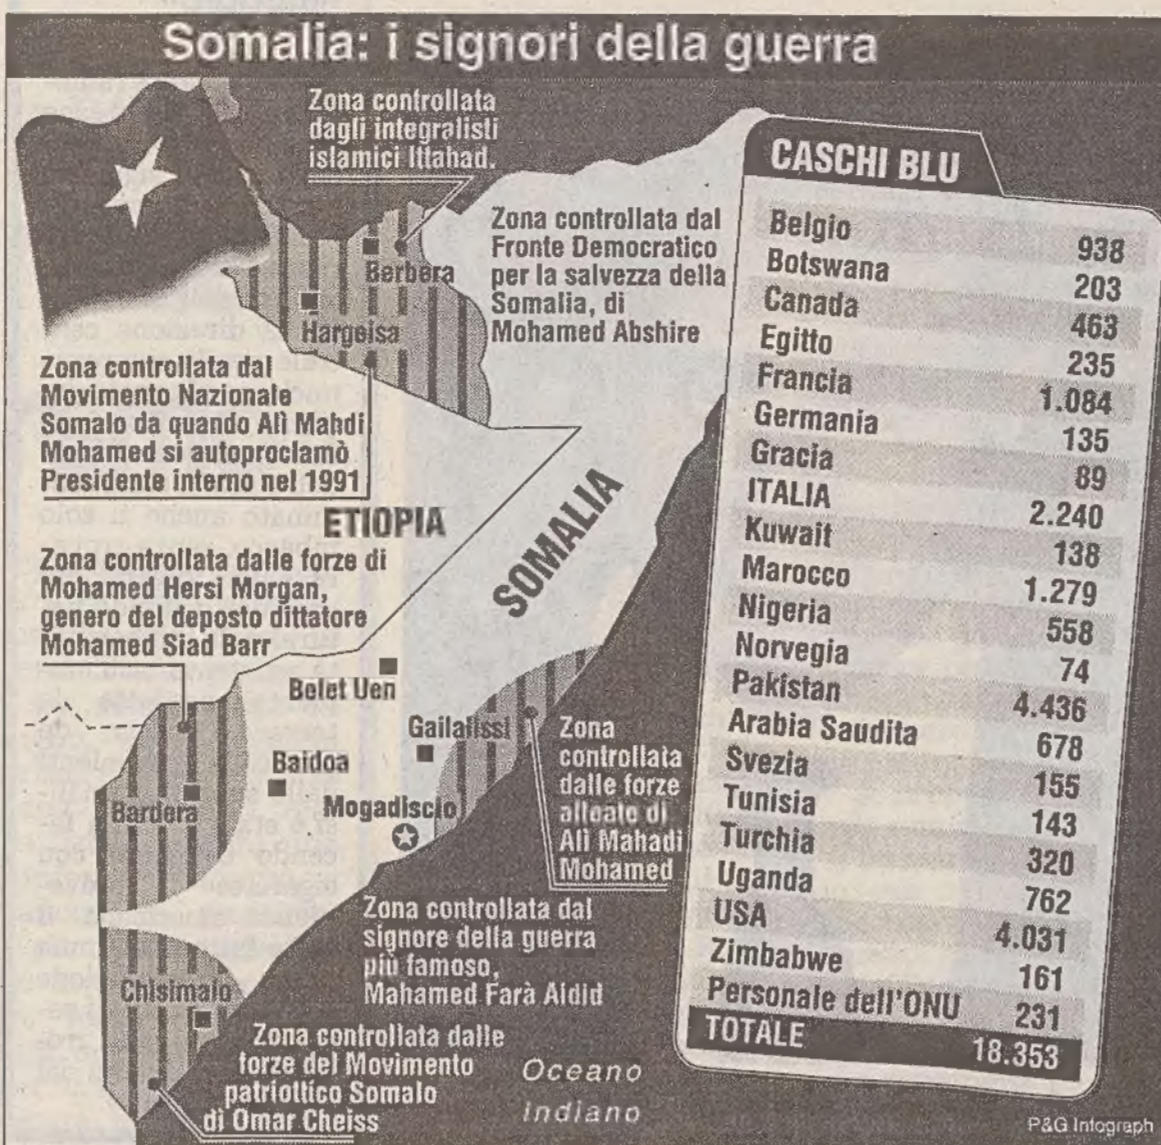 Somalia: i signori della guerra
Zona controllata
dagli integralisti
islamici Ittahad.
Zona controllata dal
Fronte Democratico
per la salvezza della
Somalia, di
Mohamed Abshire
Berbera
Hargeisa
Zona controllata dal
Movimento Nazionale
Somalo da quando Alì Mahdi
Mohamed si autoproclamò
Presidente interno nel 1991
ETIOPIA
SOMALIA
Zona controllata dalle forze di
Mohamed Hersi Morgan,
genero del deposto dittatore
Mohamed Siad Barr
Belet Uen
Gailalissi
Baidoa
Bardera
Mogadiscio
Zona
controllata
dalle forze
alleate di
Alì Mahadi
Mohamed
Zona controllata dal
signore della guerra
più famoso,
Mahamed Farà Aidid
Chisimaio
Zona controllata dalle
forze del Movimento
patriottico Somalo
di Omar Cheiss
Oceano
indiano
CASCHI BLU
Belgio 938
Botswana 203
Canada 463
Egitto 235
Francia 1.084
Germania 135
Gracia 89
ITALIA 2.240
Kuwait 138
Marocco 1.279
Nigeria 558
Norvegia 74
Pakistan 4.436
Arabia Saudita 678
Svezia 155
Tunisia 143
Turchia 320
Uganda 762
USA 4.031
Zimbabwe 161
Personale dell'ONU 231
TOTALE 18.353
P&G Infograph